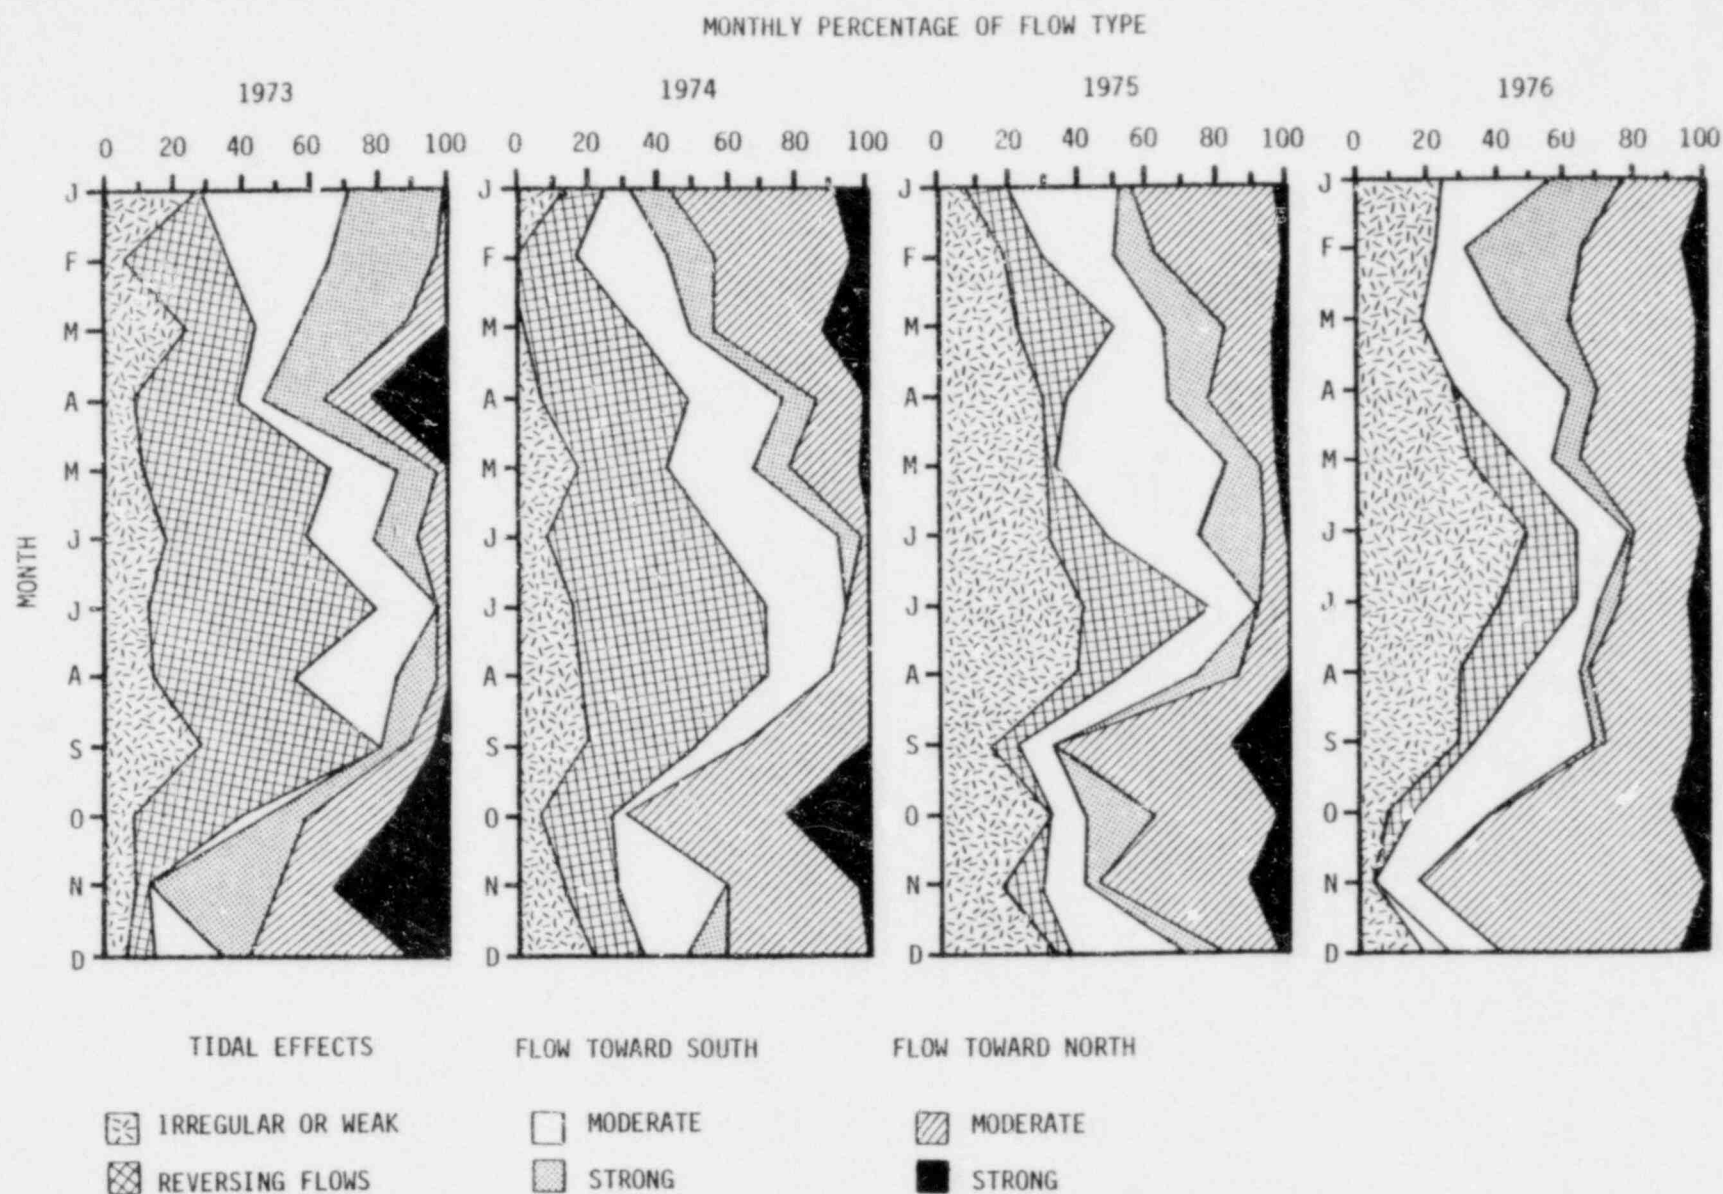 MONTHLY PERCENTAGE OF FLOW TYPE
1973 1974 1975 1976
0 20 40 60 80 100 0 20 40 60 80 100 0 20 40 60 80 100 0 20 40 60 80 100
J J J J
F F F F
M M M M
A A A A
M M M M
J J J J
MONTH
J J J J
A A A A
S S S S
O O O O
N N N N
D D D D
TIDAL EFFECTS FLOW TOWARD SOUTH FLOW TOWARD NORTH
IRREGULAR OR WEAK MODERATE MODERATE
REVERSING FLOWS STRONG STRONG